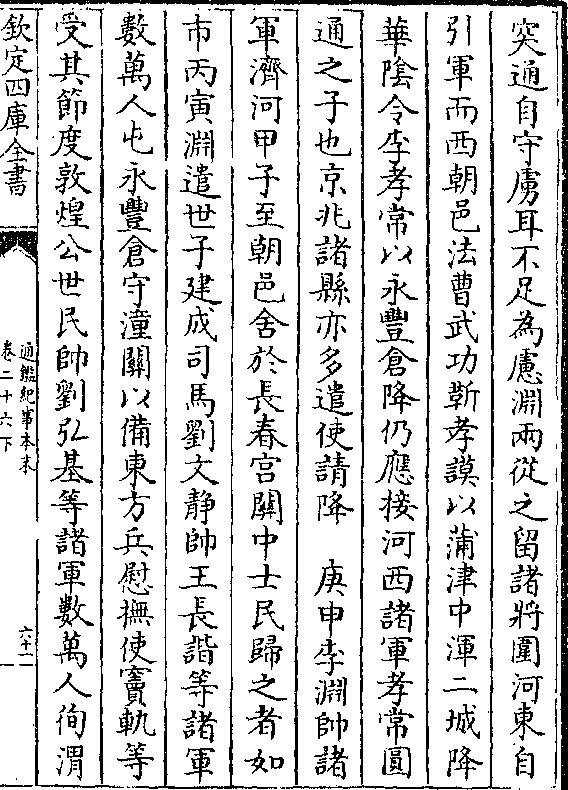 突通自守虜耳不足為慮淵兩從之留諸將圍河東自
引軍而西朝邑法曹武功靳孝謨以蒲津中渾二城降
華陰令李孝常以永豐倉降仍應接河西諸軍孝常圓
通之子也京兆諸縣亦多遣使請降　庚申李淵帥諸
軍濟河甲子至朝邑舍於長春宫關中士民歸之者如
市丙寅淵遣世子建成司馬劉文静帥王長諧等諸軍
數萬人屯永豐倉守潼關以備東方兵慰撫使竇軌等
受其節度敦煌公世民帥劉弘基等諸軍數萬人徇渭
欽定四庫全書
通鑑紀事本末
卷二十六下
六十一